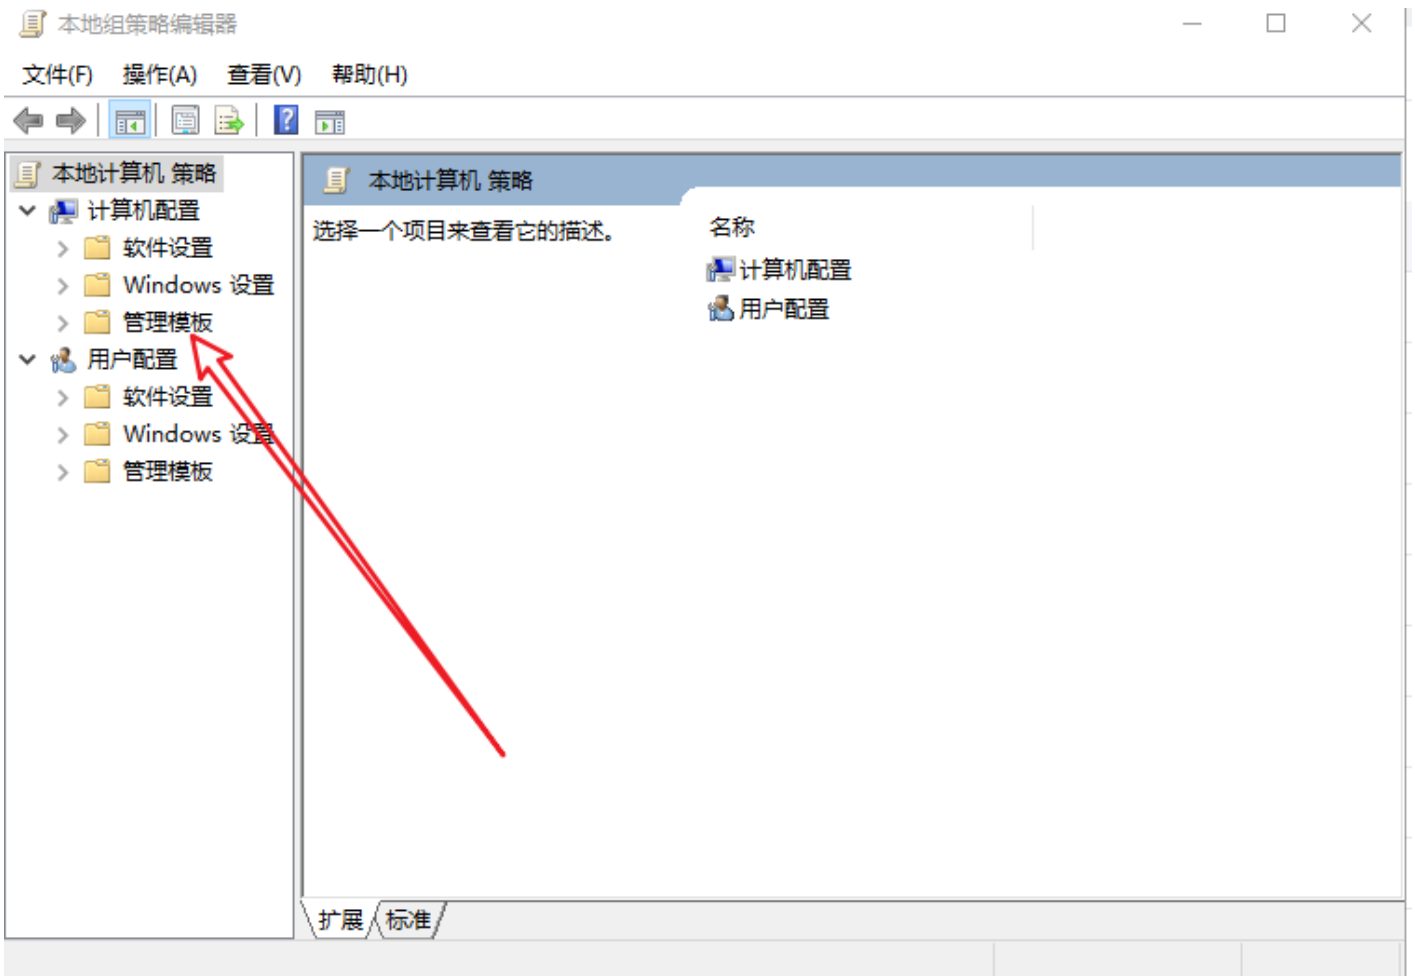 本地组策略编辑器
文件(F) 操作(A) 查看(V) 帮助(H)
本地计算机 策略
计算机配置
软件设置
Windows 设置
管理模板
用户配置
软件设置
Windows 设置
管理模板
本地计算机 策略
选择一个项目来查看它的描述。
名称
计算机配置
用户配置
扩展 标准